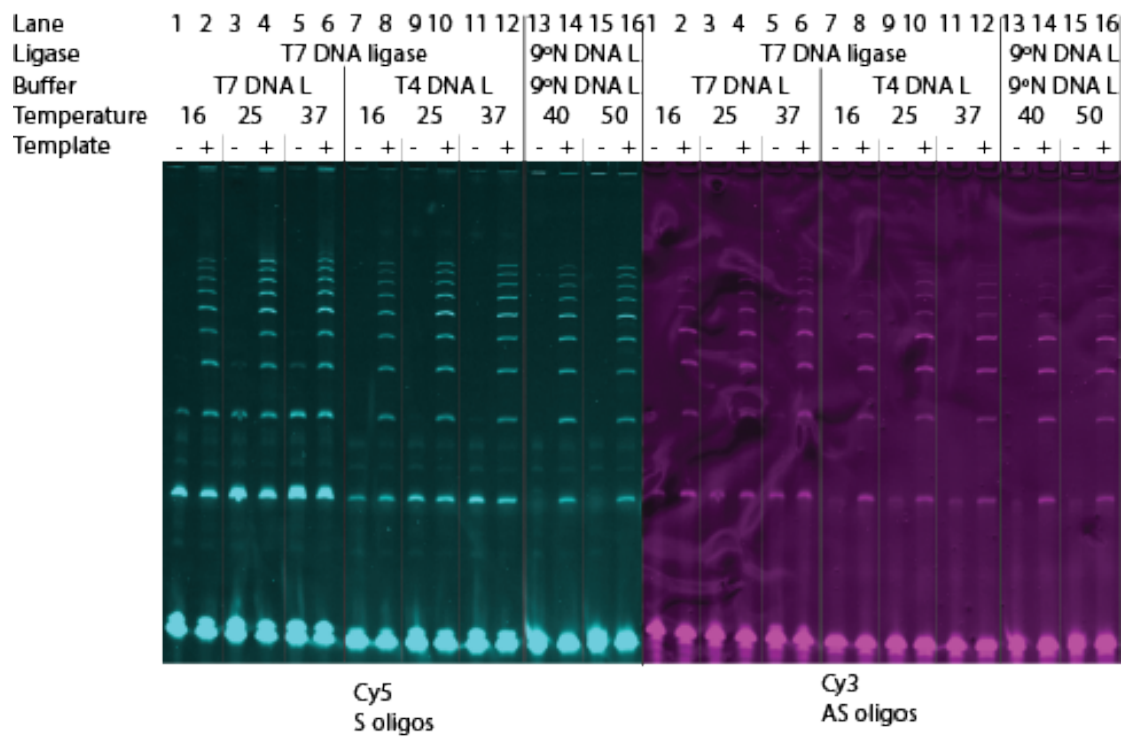 Lane 1 2 3 4 5 6 7 8 9 10 11 12 13 14 15 16 1 2 3 4 5 6 7 8 9 10 11 12 13 14 15 16
Ligase T7 DNA ligase 9ºN DNA L T7 DNA ligase 9ºN DNA L
Buffer T7 DNA L T4 DNA L 9ºN DNA L T7 DNA L T4 DNA L 9ºN DNA L
Temperature 16 25 37 16 25 37 40 50 16 25 37 16 25 37 40 50
Template - + - + - + - + - + - + - + - + - + - + - + - + - + - + - + - +
Cy5 Cy3
S oligos AS oligos